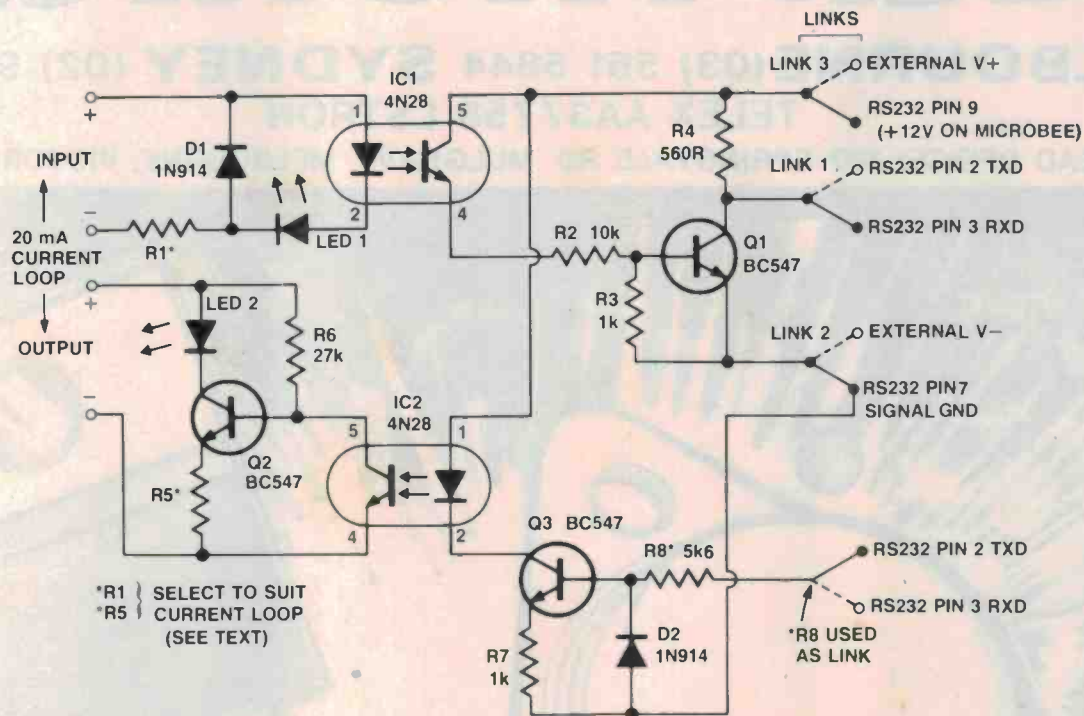 LINKS
LINK 3
EXTERNAL V+
RS232 PIN 9
(+12V ON MICROBEE)
IC1
4N28
1
5
2
4
+
D1
1N914
INPUT
−
R1*
LED 1
20 mA
CURRENT
LOOP
R4
560R
LINK 1
RS232 PIN 2 TXD
RS232 PIN 3 RXD
R2 10k
Q1
BC547
R3
1k
+
LED 2
OUTPUT
R6
27k
LINK 2
EXTERNAL V−
RS232 PIN7
SIGNAL GND
−
IC2
4N28
5
1
4
2
Q2
BC547
R5*
Q3 BC547
R8* 5k6
RS232 PIN 2 TXD
RS232 PIN 3 RXD
*R8 USED
AS LINK
D2
1N914
R7
1k
*R1 } SELECT TO SUIT
*R5 } CURRENT LOOP
(SEE TEXT)